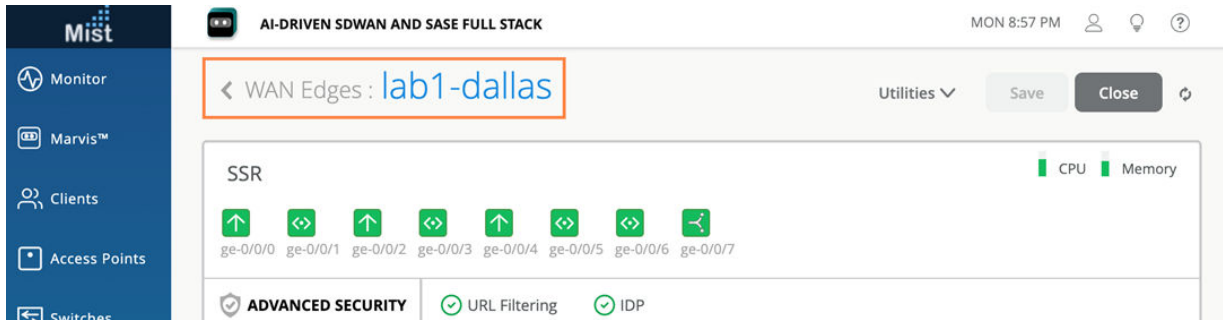 Mist
AI-DRIVEN SDWAN AND SASE FULL STACK
MON 8:57 PM
Monitor
WAN Edges : lab1-dallas
Utilities
Save
Close
Marvis™
SSR
CPU
Memory
Clients
ge-0/0/0 ge-0/0/1 ge-0/0/2 ge-0/0/3 ge-0/0/4 ge-0/0/5 ge-0/0/6 ge-0/0/7
Access Points
ADVANCED SECURITY
URL Filtering
IDP
Switches